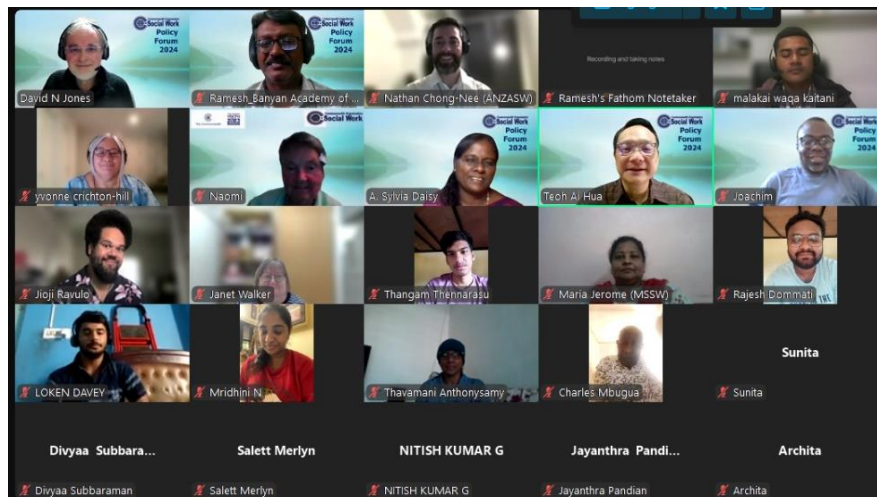 Social Work
Policy
Forum
2024
David N Jones
Social Work
Policy
Forum
2024
Ramesh_Banyan Academy of ...
Nathan Chong-Nee (ANZASW)
Recording and taking notes
Ramesh's Fathom Notetaker
malakai waqa kaitani
yvonne crichton-hill
Social Work
Naomi
Social Work
Policy
Forum
2024
A. Sylvia Daisy
Policy
Forum
2024
Teoh Ai Hua
Social Work
Policy
Forum
2024
Joachim
Jioji Ravulo
Janet Walker
Thangam Thennarasu
Maria Jerome (MSSW)
Rajesh Dommati
LOKEN DAVEY
Mridhini N
Thavamani Anthonysamy
Charles Mbugua
Sunita
Sunita
Divyaa Subbara...
Divyaa Subbaraman
Salett Merlyn
Salett Merlyn
NITISH KUMAR G
NITISH KUMAR G
Jayanthra Pandi...
Jayanthra Pandian
Archita
Archita